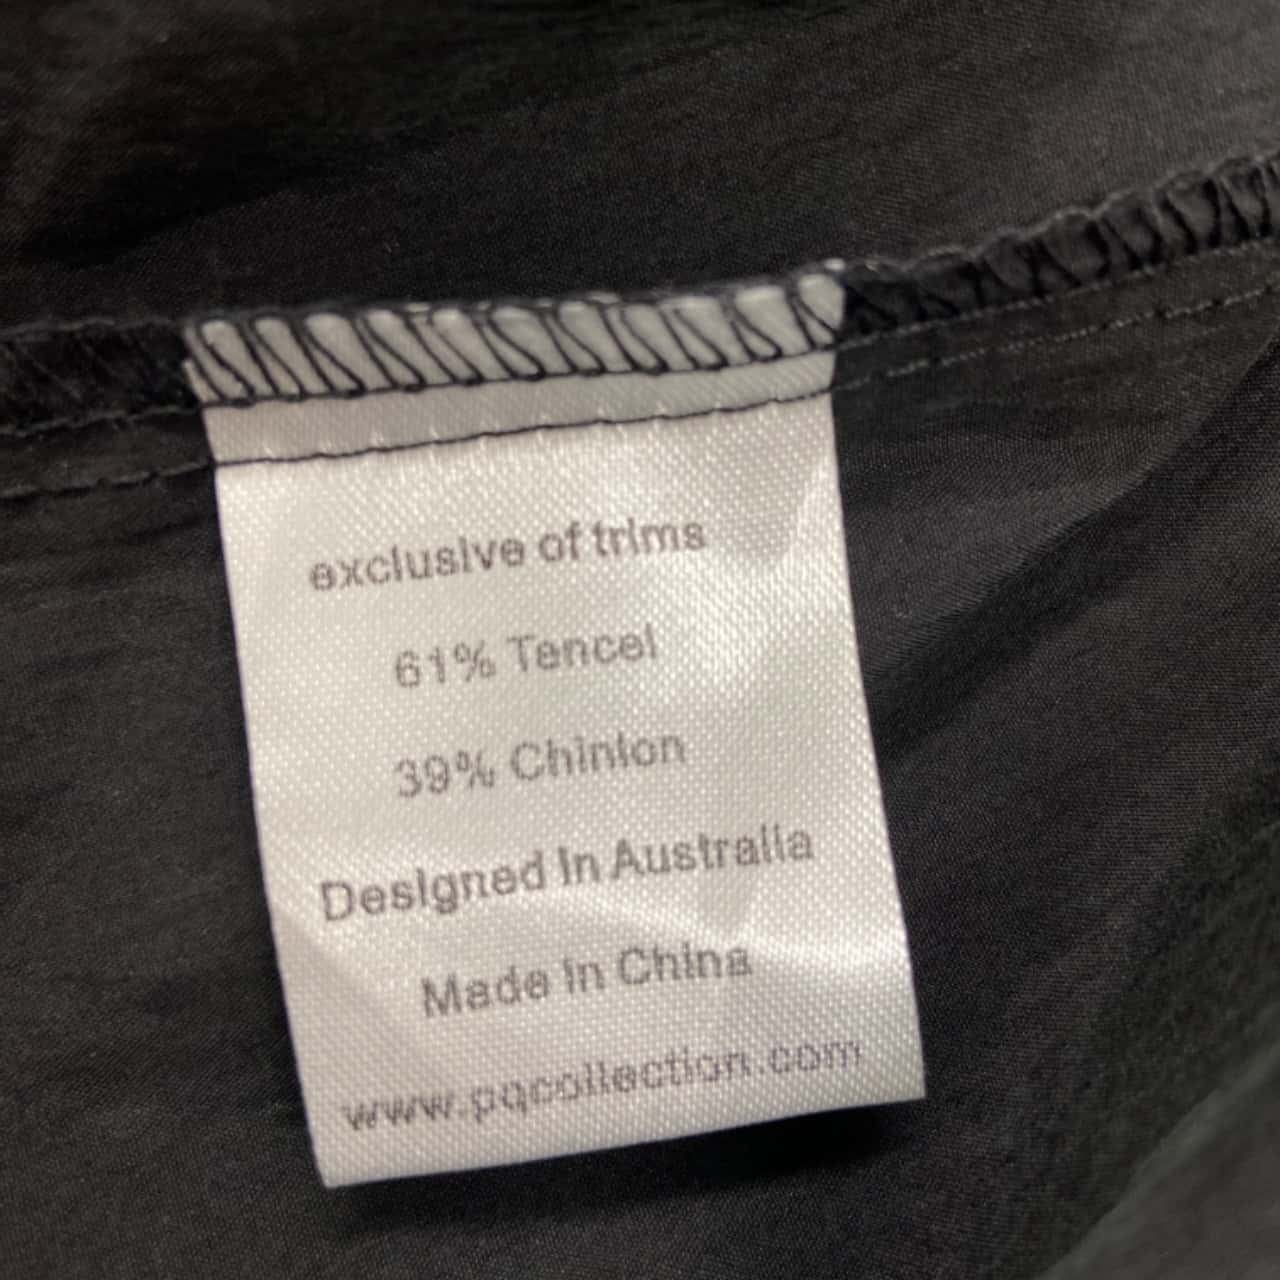 exclusive of trims
61% Tencel
39% Chinlon
Designed in Australia
Made in China
www.pqcollection.com